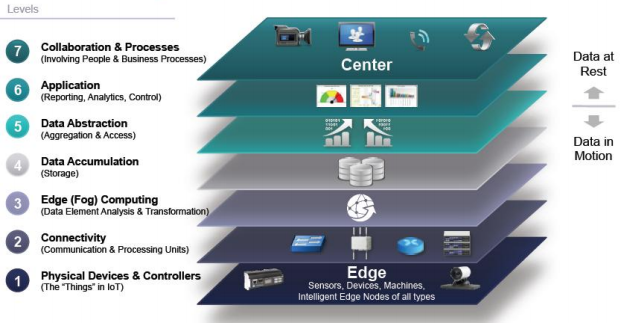 Levels
7
Collaboration & Processes
(Involving People & Business Processes)
6
Application
(Reporting, Analytics, Control)
5
Data Abstraction
(Aggregation & Access)
4
Data Accumulation
(Storage)
3
Edge (Fog) Computing
(Data Element Analysis & Transformation)
2
Connectivity
(Communication & Processing Units)
1
Physical Devices & Controllers
(The "Things" in IoT)
Center
Edge
Sensors, Devices, Machines,
Intelligent Edge Nodes of all types
Data at
Rest
Data in
Motion